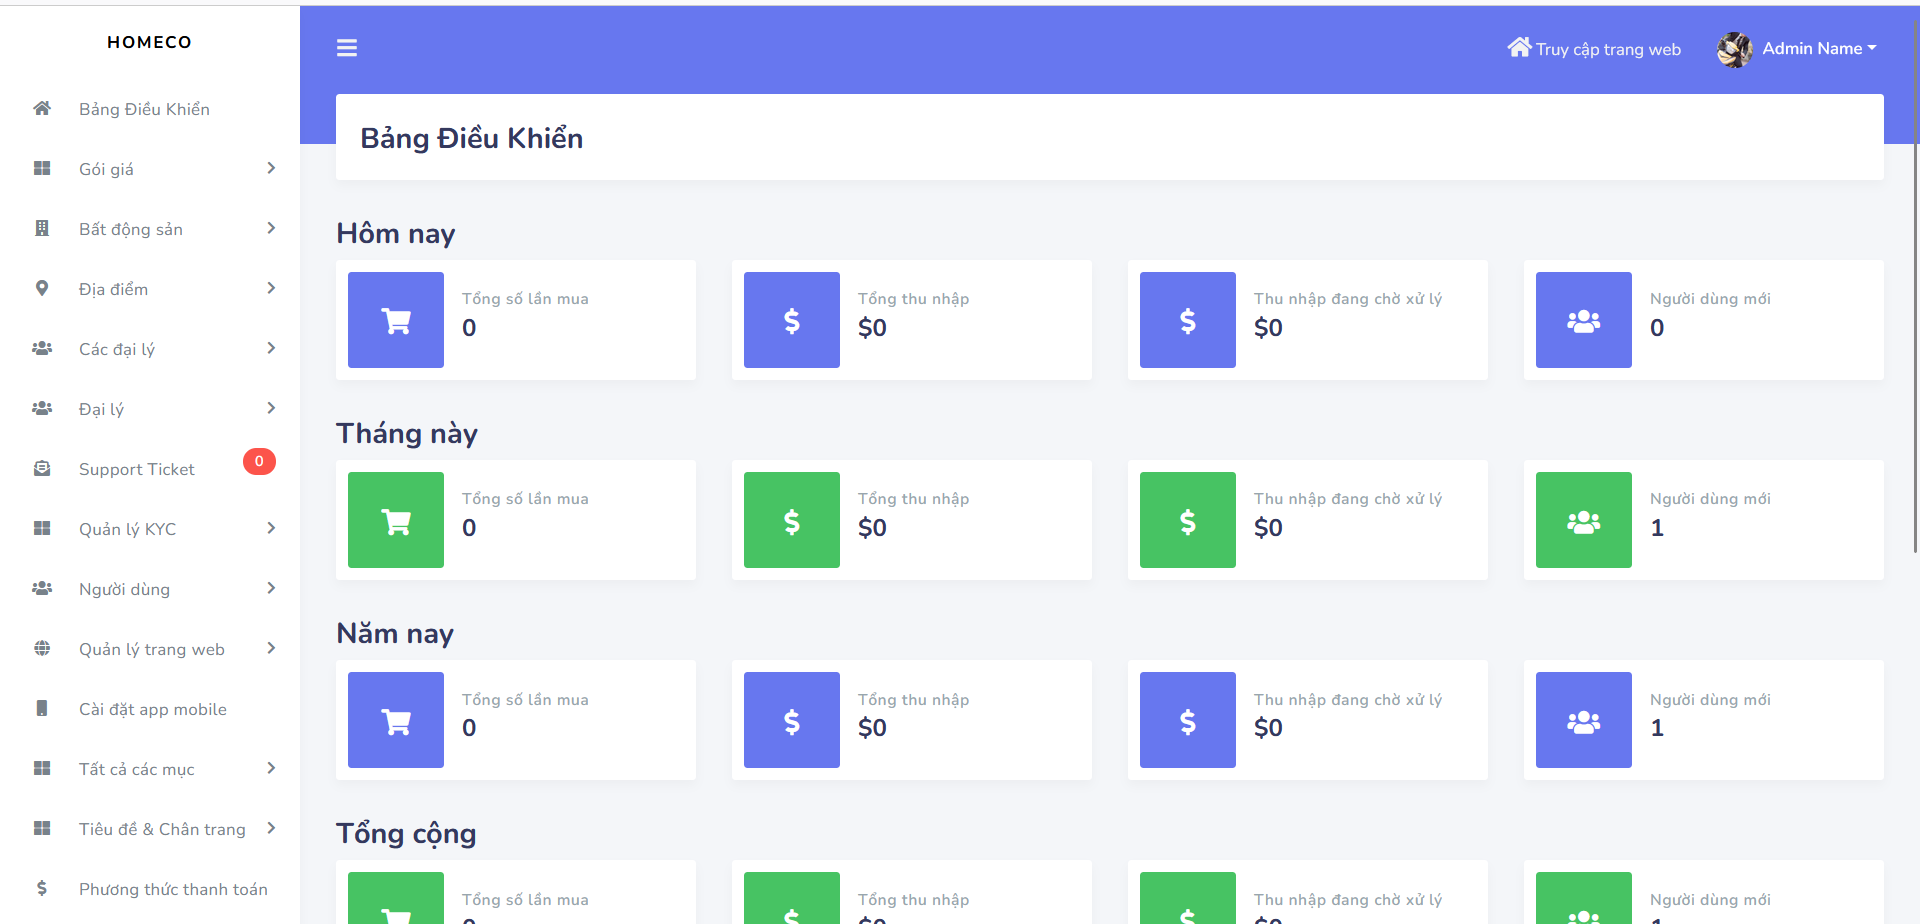 HOMECO
Bảng Điều Khiển
Gói giá
Bất động sản
Địa điểm
Các đại lý
Đại lý
Support Ticket
0
Quản lý KYC
Người dùng
Quản lý trang web
Cài đặt app mobile
Tất cả các mục
Tiêu đề & Chân trang
Phương thức thanh toán
Truy cập trang web
Admin Name
Bảng Điều Khiển
Hôm nay
Tổng số lần mua
0
Tổng thu nhập
$0
Thu nhập đang chờ xử lý
$0
Người dùng mới
0
Tháng này
Tổng số lần mua
0
Tổng thu nhập
$0
Thu nhập đang chờ xử lý
$0
Người dùng mới
1
Năm nay
Tổng số lần mua
0
Tổng thu nhập
$0
Thu nhập đang chờ xử lý
$0
Người dùng mới
1
Tổng cộng
Tổng số lần mua
Tổng thu nhập
Thu nhập đang chờ xử lý
Người dùng mới